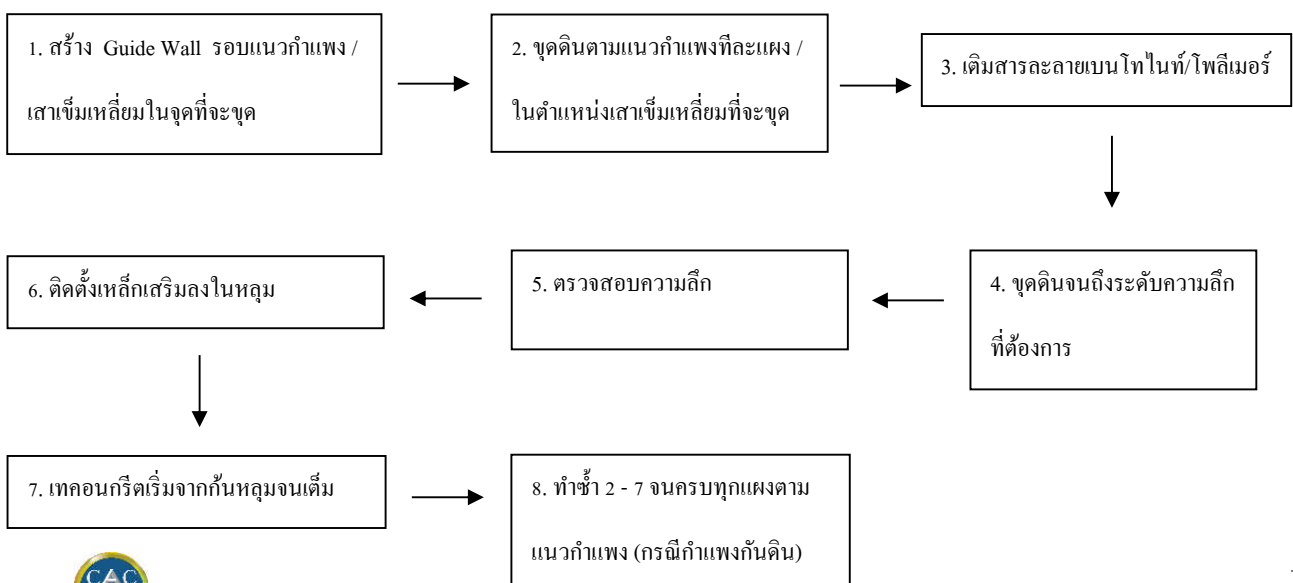 1. สร้าง Guide Wall รอบแนวกำแพง /
เสาเข็มเหลี่ยมในจุดที่จะขุด
2. ขุดดินตามแนวกำแพงทีละแผง /
ในตำแหน่งเสาเข็มเหลี่ยมที่จะขุด
3. เติมสารละลายเบนโทไนท์/โพลีเมอร์
4. ขุดดินจนถึงระดับความลึก
ที่ต้องการ
5. ตรวจสอบความลึก
6. ติดตั้งเหล็กเสริมลงในหลุม
7. เทคอนกรีตเริ่มจากก้นหลุมจนเต็ม
8. ทำซ้ำ 2 - 7 จนครบทุกแผงตาม
แนวกำแพง (กรณีกำแพงกันดิน)
CAC